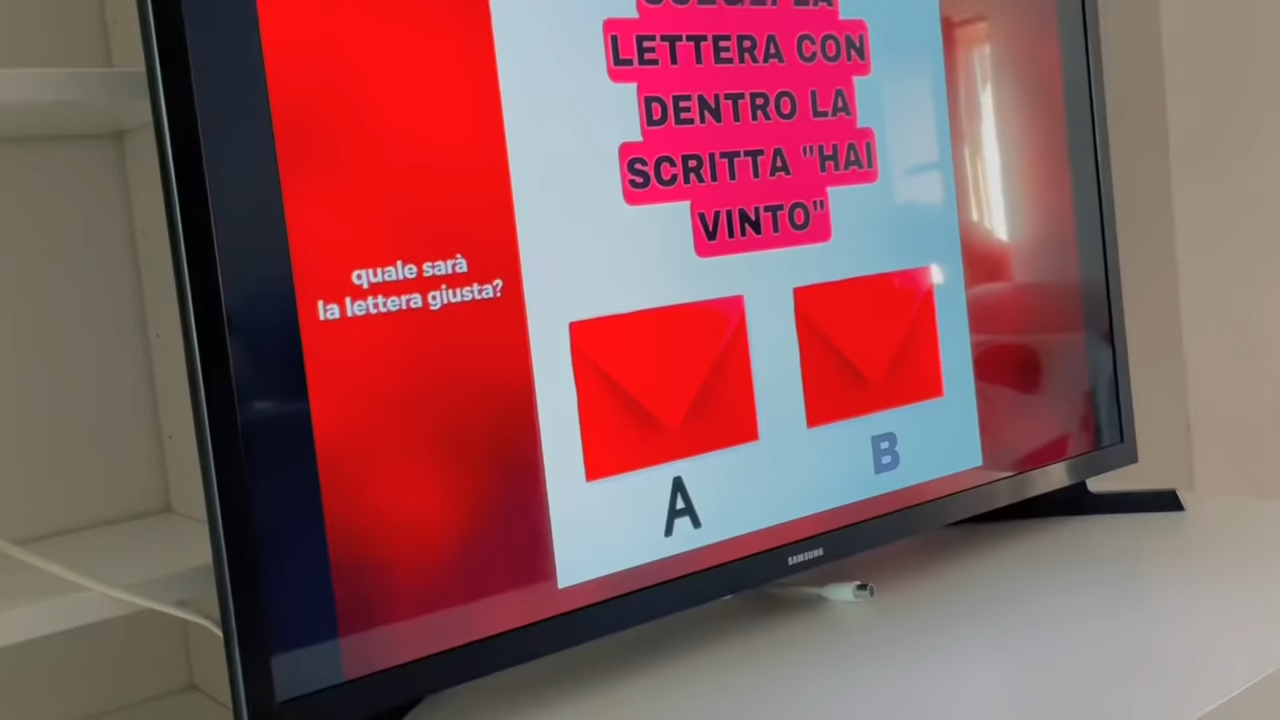 LETTERA CON
DENTRO LA
SCRITTA "HAI
VINTO"
quale sarà
la lettera giusta?
A
B
SAMSUNG